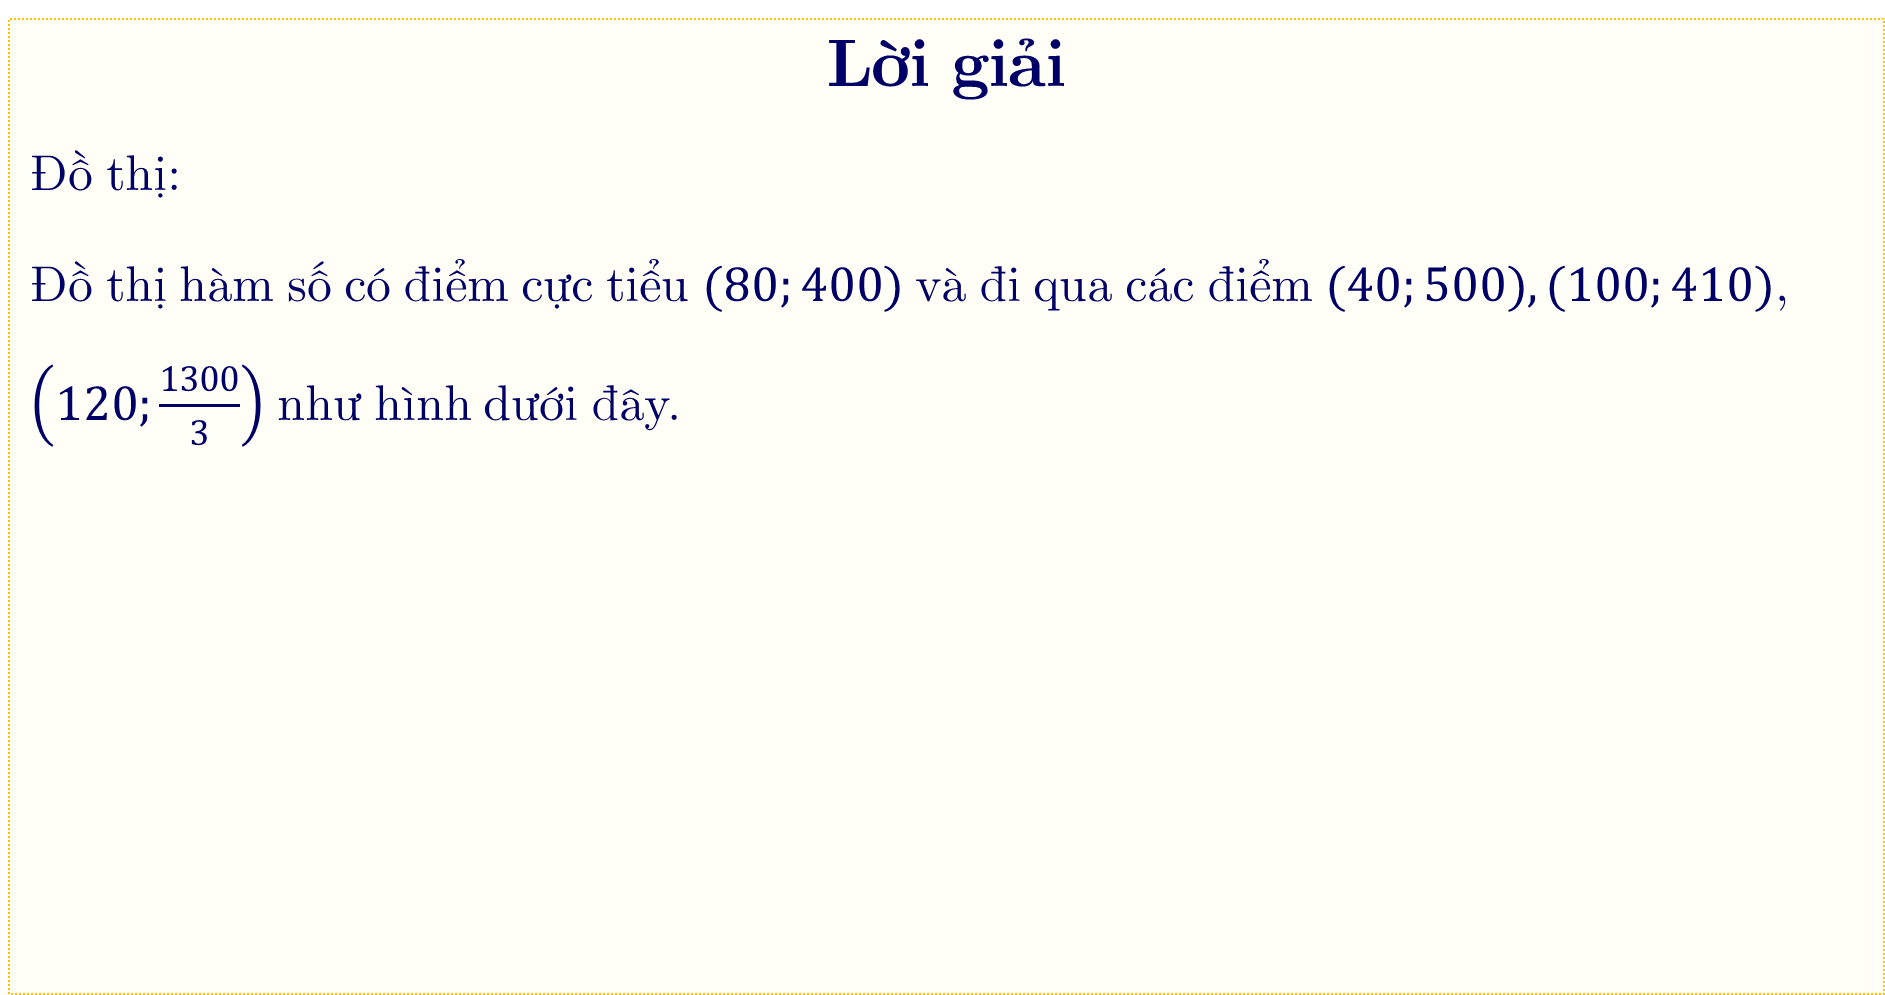 Lời giải
Đồ thị:
Đồ thị hàm số có điểm cực tiểu (80; 400) và đi qua các điểm (40; 500), (100; 410),
(120; 1300/3) như hình dưới đây.